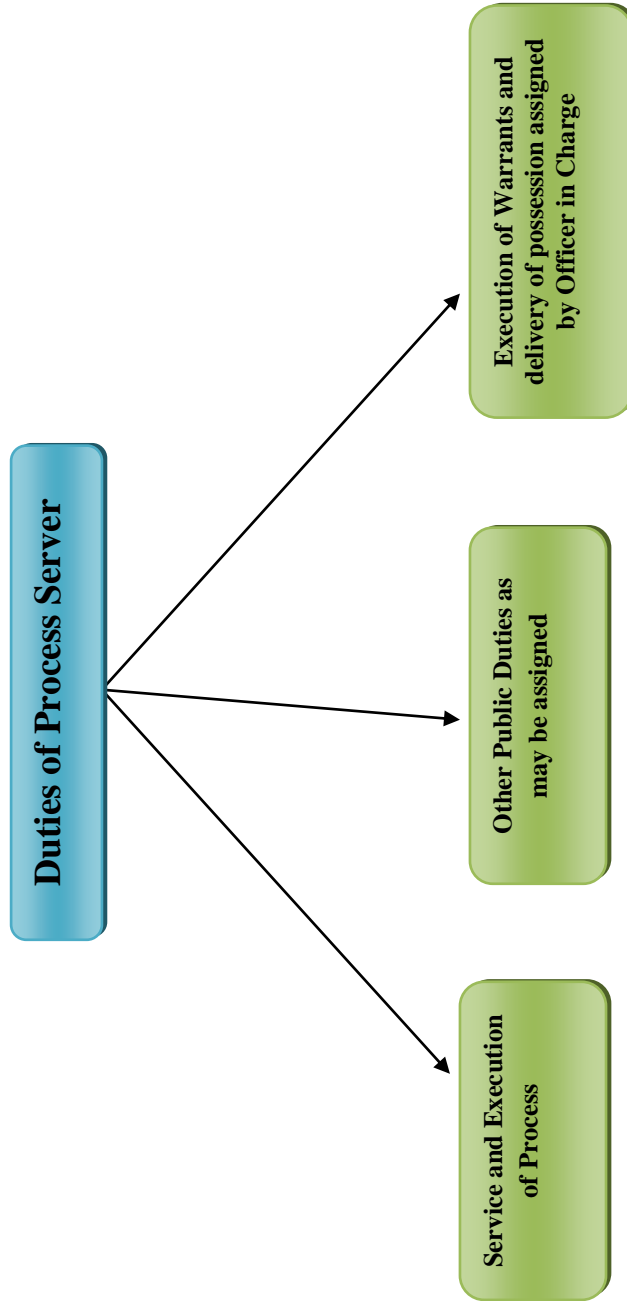 Duties of Process Server
Service and Execution
of Process
Other Public Duties as
may be assigned
Execution of Warrants and
delivery of possession assigned
by Officer in Charge